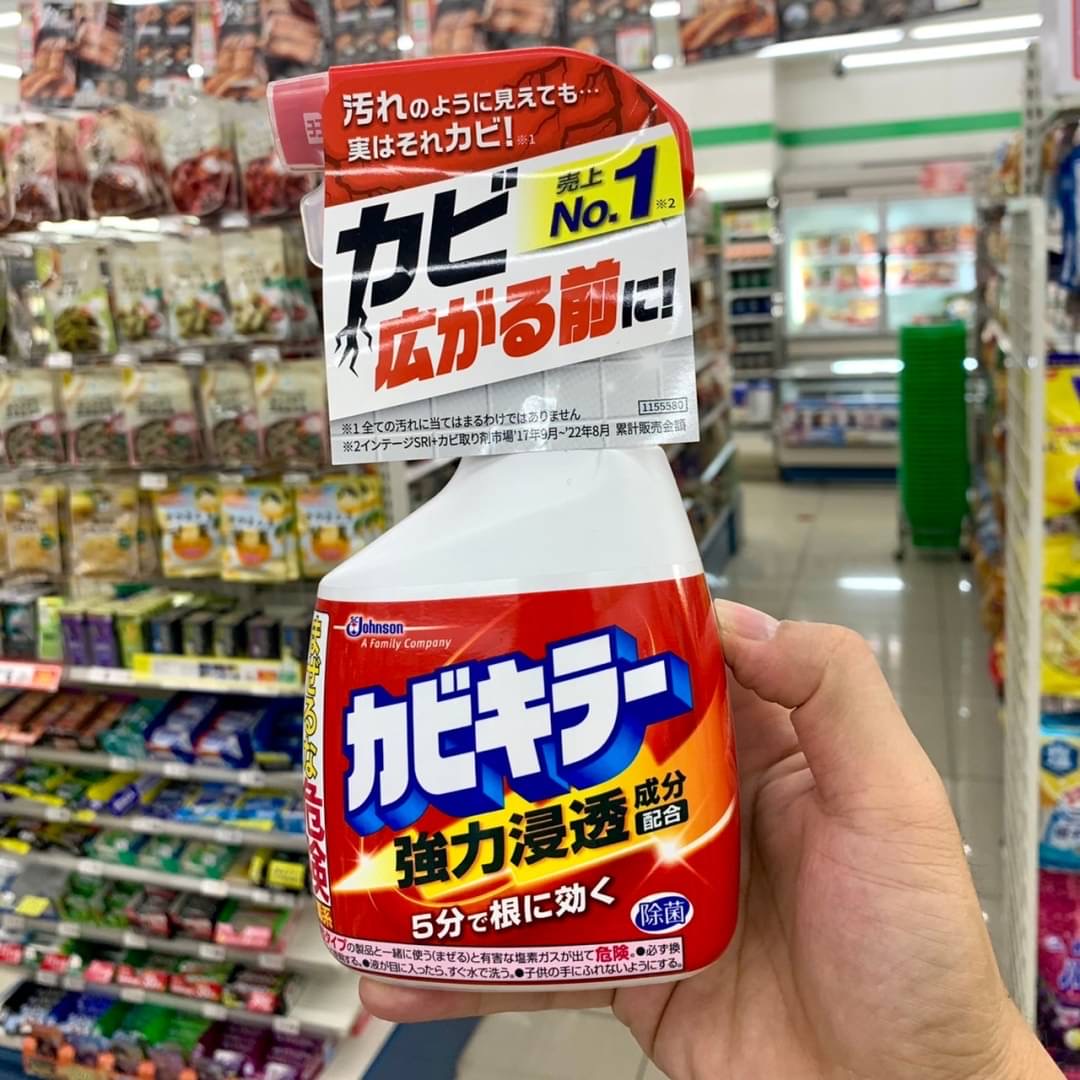 汚れのように見えても…
実はそれカビ!※1
カビ
売上
No.1※2
広がる前に!
1155580
※1 全ての汚れに当てはまるわけではありません
※2インテージSRI+カビ取り剤市場'17年9月~'22年8月 累計販売金額
Johnson
A Family Company
カビキラー
強力浸透成分
配合
5分で根に効く
除菌
まぜるな
危険
タイプの製品と一緒に使う(まぜる)と有害な塩素ガスが出て危険。●必ず換
する。●液が目に入ったら、すぐ水で洗う。●子供の手にふれないようにする。